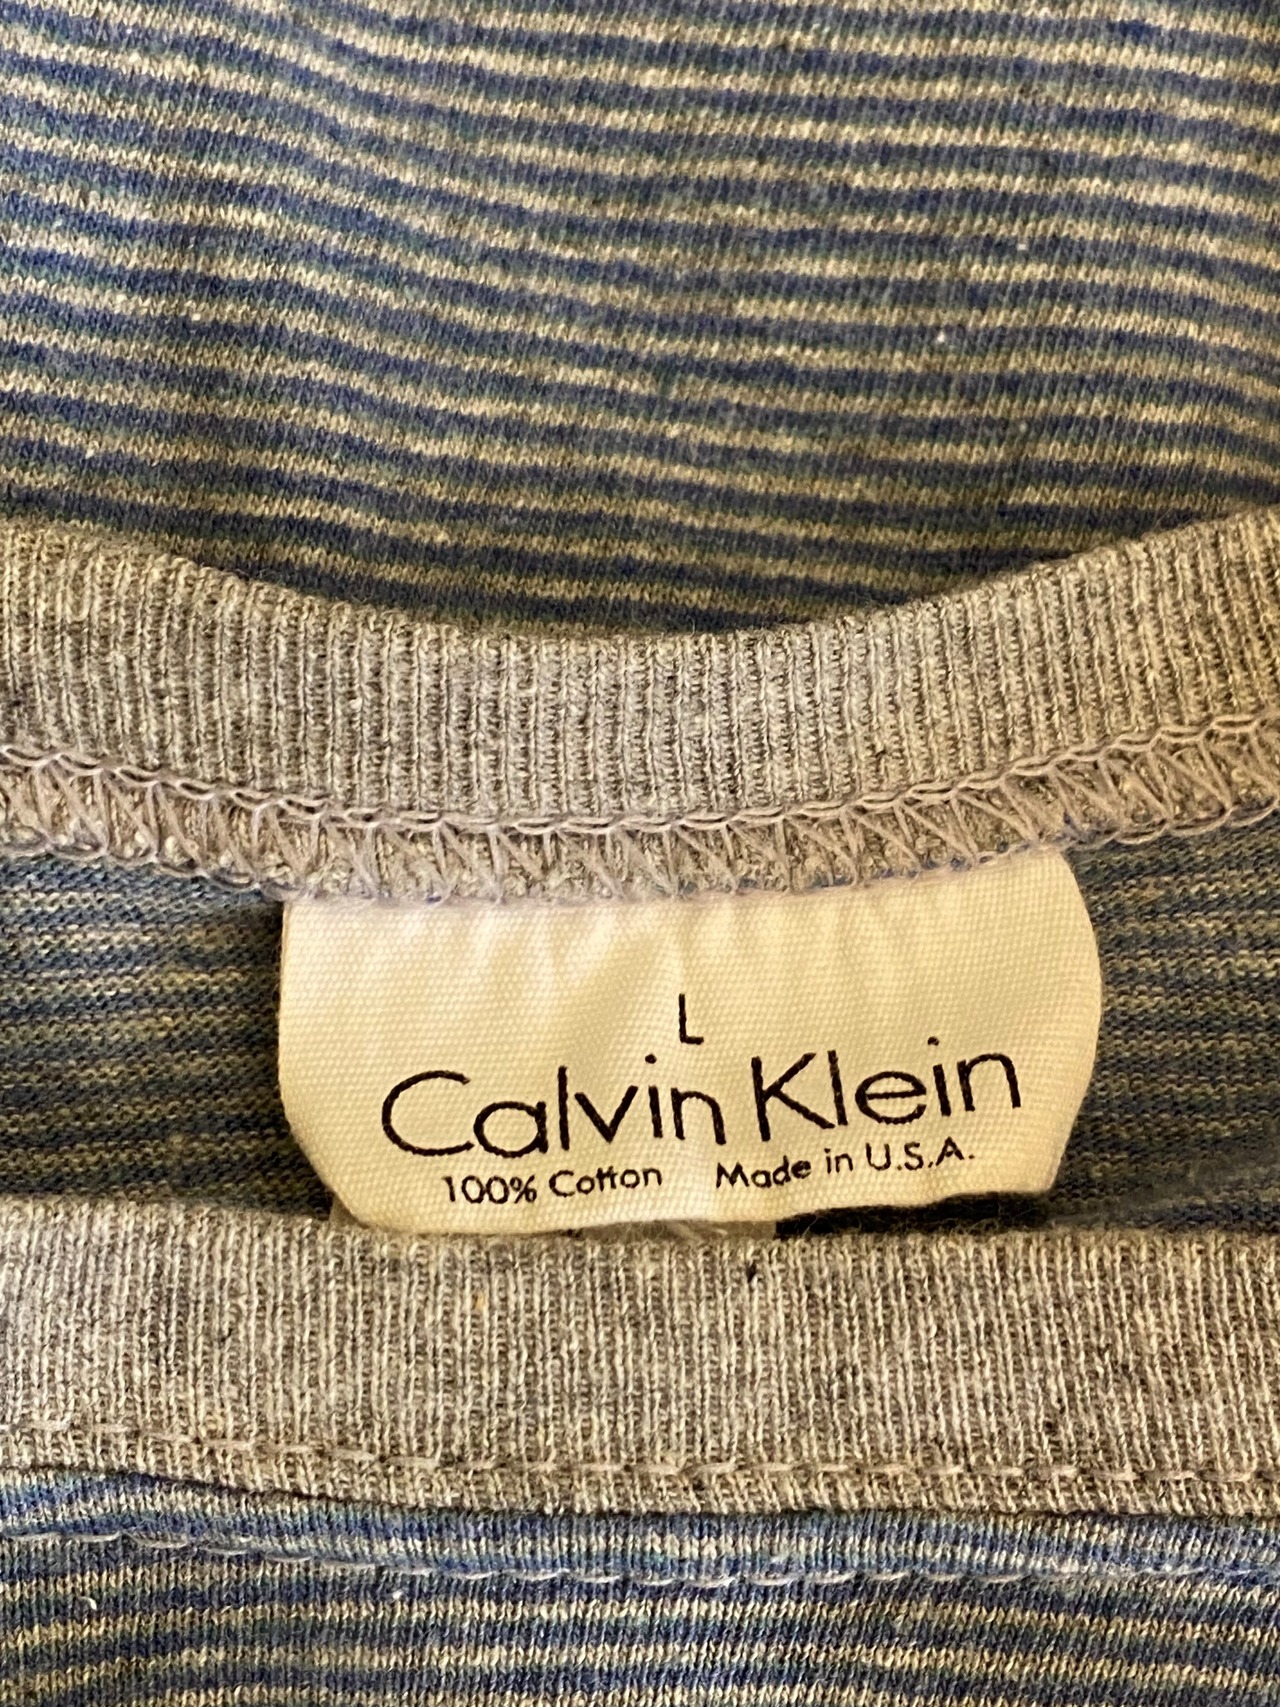 L
Calvin Klein
100% Cotton Made in U.S.A.